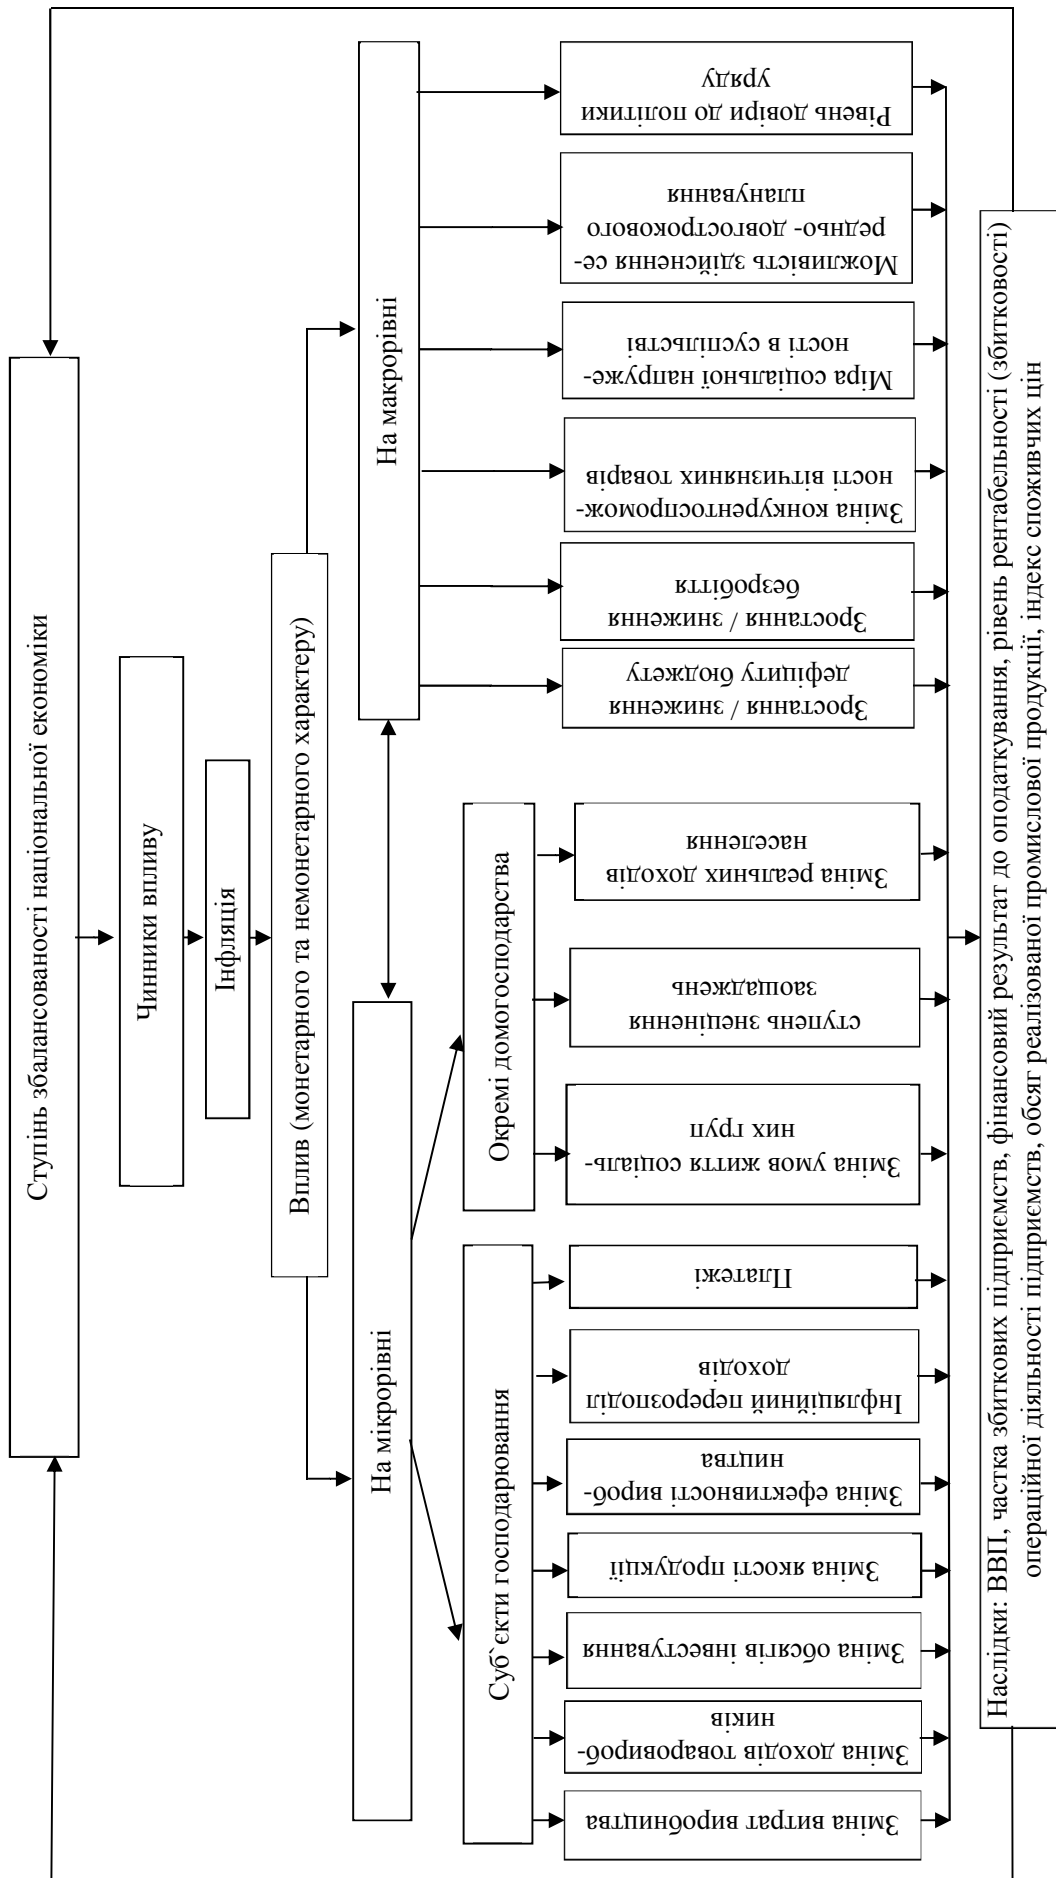 Ступінь збалансованості національної економіки
Чинники впливу
Інфляція
Вплив (монетарного та немонетарного характеру)
На мікрорівні
На макрорівні
Суб`єкти господарювання
Окремі домогосподарства
Зміна витрат виробництва
Зміна доходів товаровироб-
ників
Зміна обсягів інвестування
Зміна якості продукції
Зміна ефективності вироб-
ництва
Інфляційний перерозподіл
доходів
Платежі
Зміна умов життя соціаль-
них груп
ступень знецінення
заощаджень
Зміна реальних доходів
населення
Зростання / зниження
дефіциту бюджету
Зростання / зниження
безробіття
Зміна конкурентоспромож-
ності вітчизняних товарів
Міра соціальної напруже-
ності в суспільстві
Можливість здійснення се-
редньо- довгострокового
планування
Рівень довіри до політики
уряду
Наслідки: ВВП, частка збиткових підприємств, фінансовий результат до оподаткування, рівень рентабельності (збитковості)
операційної діяльності підприємств, обсяг реалізованої промислової продукції, індекс споживчих цін